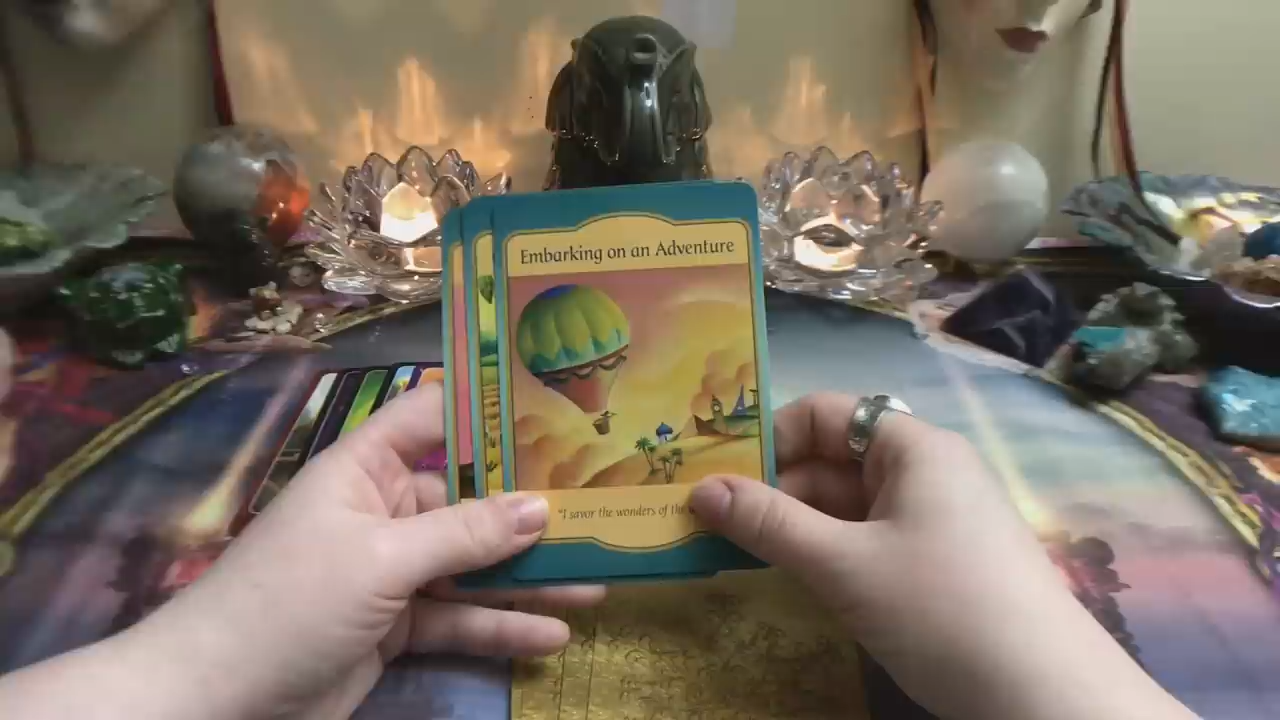 Embarking on an Adventure
"I savor the wonders of the